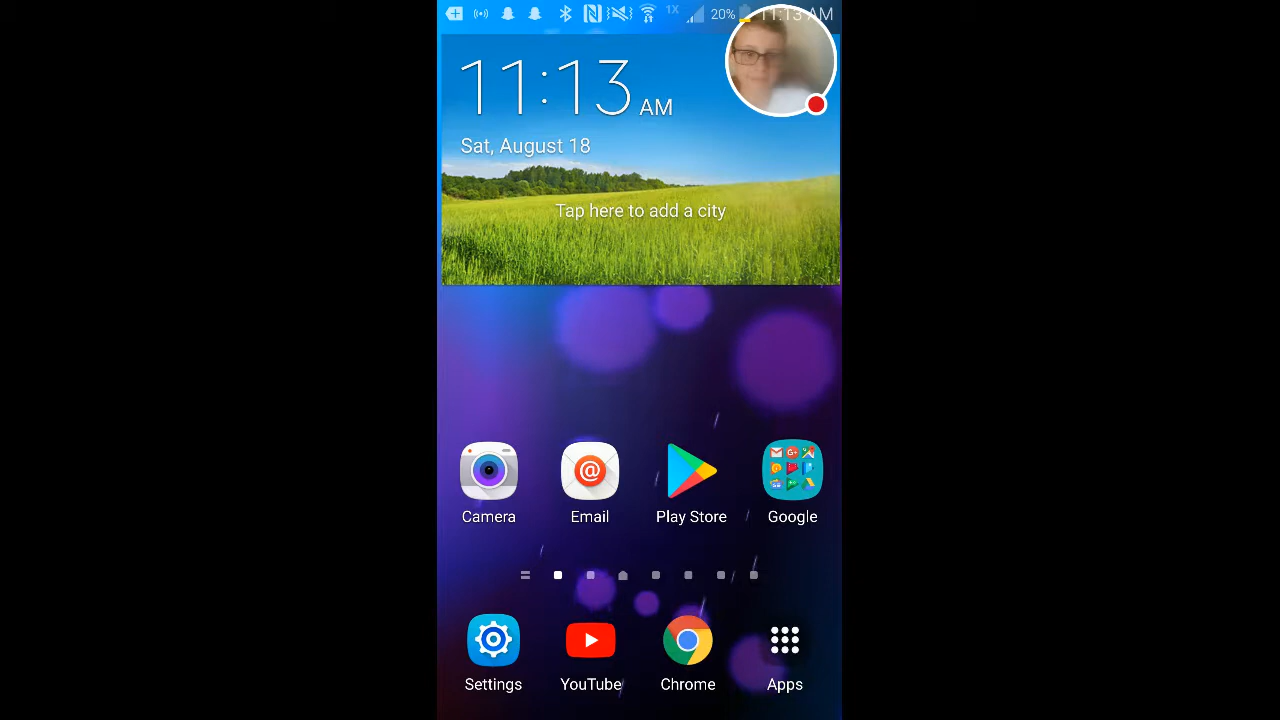 1X 20% 11:13 AM
11:13 AM
Sat, August 18
Tap here to add a city
Camera Email Play Store Google
Settings YouTube Chrome Apps